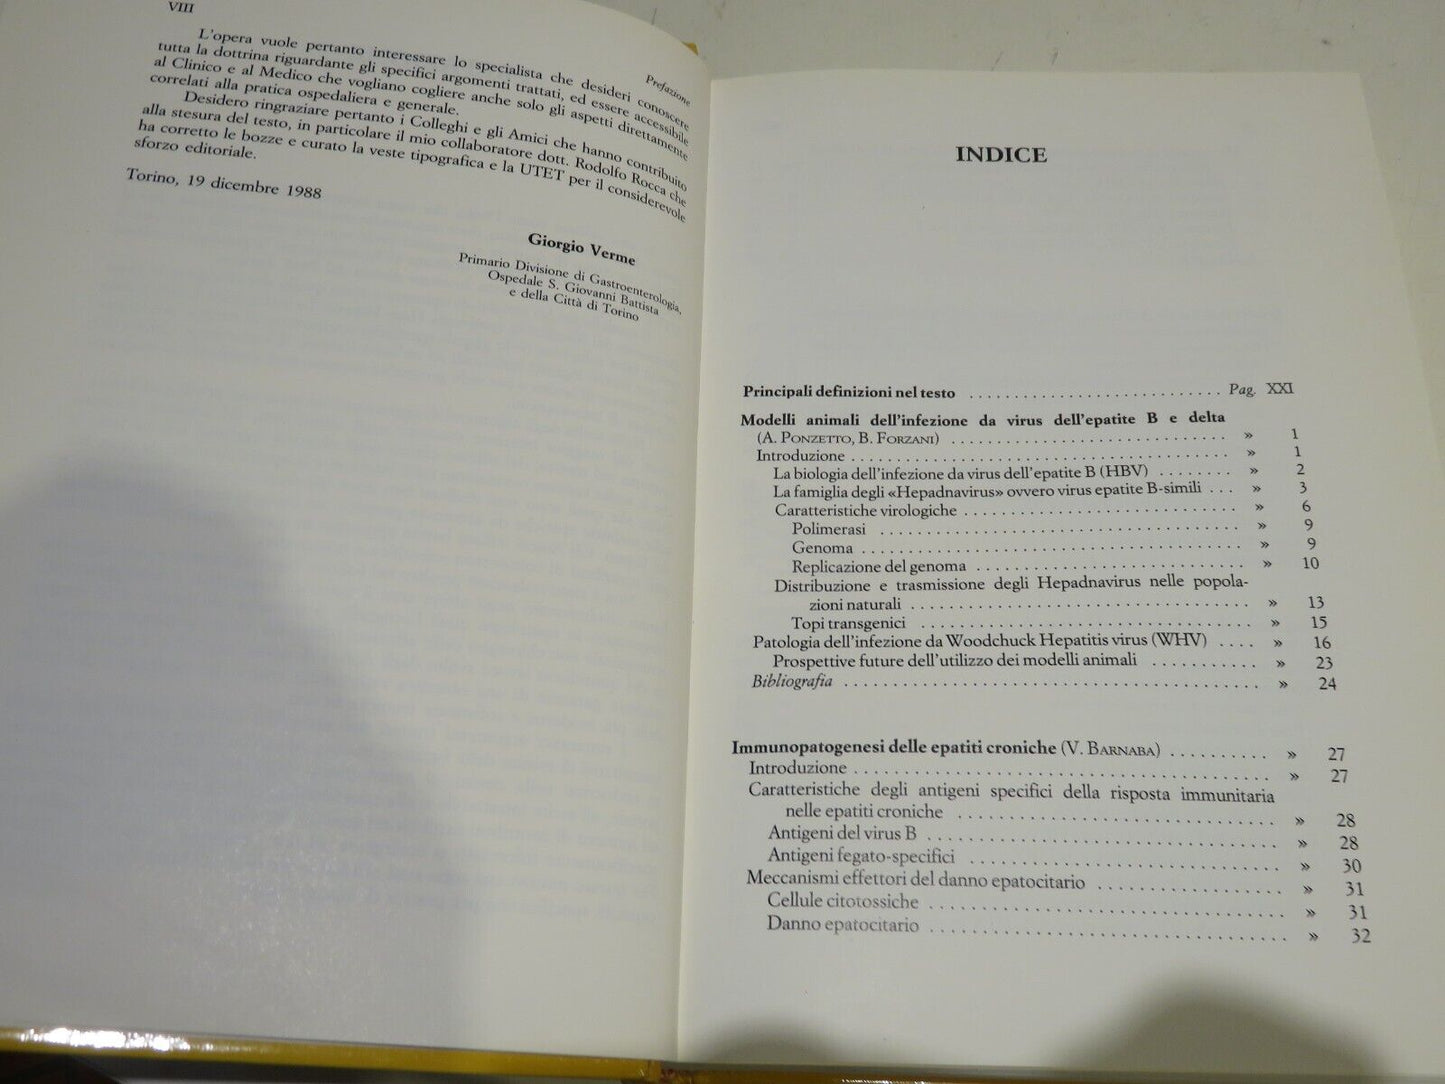 VIII
Prefazione
L'opera vuole pertanto interessare lo specialista che desideri conoscere
tutta la dottrina riguardante gli specifici argomenti trattati, ed essere accessibile
al Clinico e al Medico che vogliano cogliere anche solo gli aspetti direttamente
correlati alla pratica ospedaliera e generale.
Desidero ringraziare pertanto i Colleghi e gli Amici che hanno contribuito
alla stesura del testo, in particolare il mio collaboratore dott. Rodolfo Rocca che
ha corretto le bozze e curato la veste tipografica e la UTET per il considerevole
sforzo editoriale.
Torino, 19 dicembre 1988
Giorgio Verme
Primario Divisione di Gastroenterologia,
Ospedale S. Giovanni Battista
e della Città di Torino
INDICE
Principali definizioni nel testo ............................ Pag. XXI
Modelli animali dell'infezione da virus dell'epatite B e delta
(A. PONZETTO, B. FORZANI) .............................. » 1
Introduzione ......................................... » 1
La biologia dell'infezione da virus dell'epatite B (HBV) ........ » 2
La famiglia degli «Hepadnavirus» ovvero virus epatite B-simili ... » 3
Caratteristiche virologiche .............................. » 6
Polimerasi ....................................... » 9
Genoma ......................................... » 9
Replicazione del genoma ............................. » 10
Distribuzione e trasmissione degli Hepadnavirus nelle popola-
zioni naturali ..................................... » 13
Topi transgenici .................................... » 15
Patologia dell'infezione da Woodchuck Hepatitis virus (WHV) .... » 16
Prospettive future dell'utilizzo dei modelli animali ............ » 23
Bibliografia ............................................. » 24
Immunopatogenesi delle epatiti croniche (V. BARNABA) ........... » 27
Introduzione ............................................. » 27
Caratteristiche degli antigeni specifici della risposta immunitaria
nelle epatiti croniche .................................. » 28
Antigeni del virus B ...................................... » 28
Antigeni fegato-specifici .................................. » 30
Meccanismi effettori del danno epatocitario ..................... » 31
Cellule citotossiche ....................................... » 31
Danno epatocitario ....................................... » 32